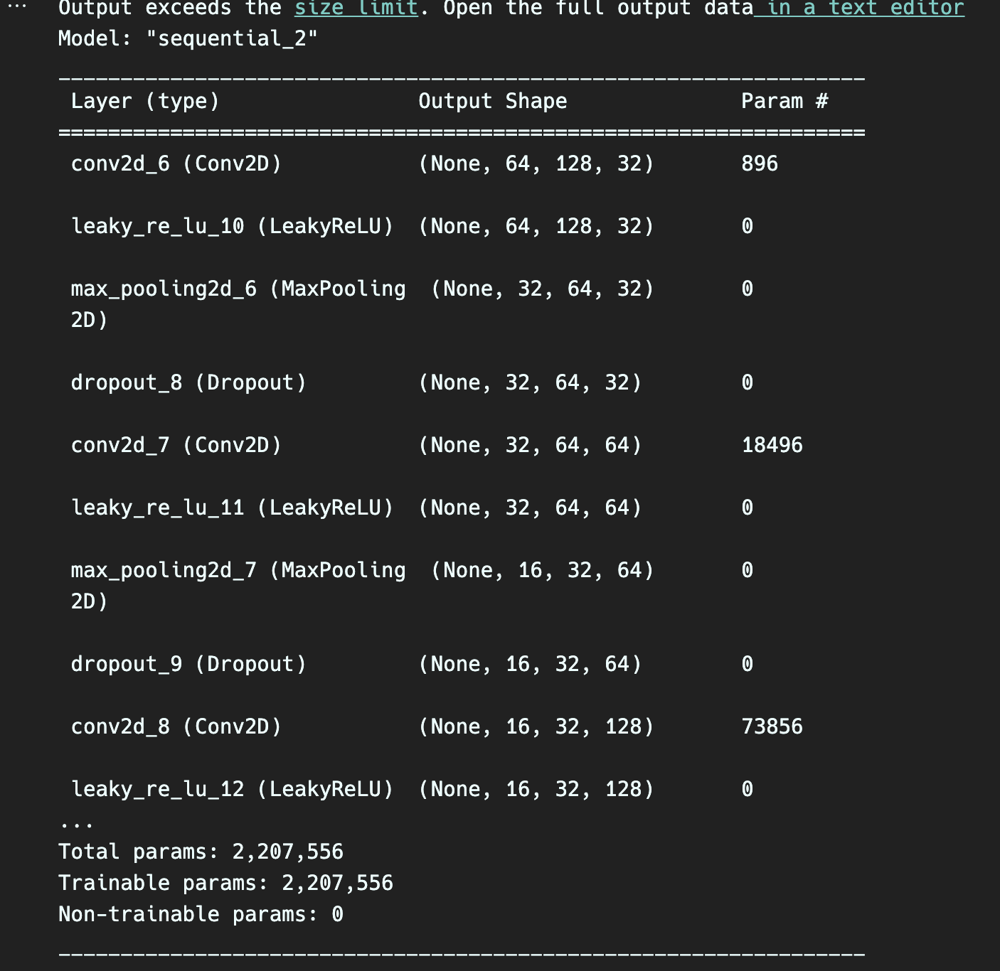 ... Output exceeds the size limit. Open the full output data in a text editor
Model: "sequential_2"
_________________________________________________________________
Layer (type) Output Shape Param #
=================================================================
conv2d_6 (Conv2D) (None, 64, 128, 32) 896
leaky_re_lu_10 (LeakyReLU) (None, 64, 128, 32) 0
max_pooling2d_6 (MaxPooling (None, 32, 64, 32) 0
2D)
dropout_8 (Dropout) (None, 32, 64, 32) 0
conv2d_7 (Conv2D) (None, 32, 64, 64) 18496
leaky_re_lu_11 (LeakyReLU) (None, 32, 64, 64) 0
max_pooling2d_7 (MaxPooling (None, 16, 32, 64) 0
2D)
dropout_9 (Dropout) (None, 16, 32, 64) 0
conv2d_8 (Conv2D) (None, 16, 32, 128) 73856
leaky_re_lu_12 (LeakyReLU) (None, 16, 32, 128) 0
...
Total params: 2,207,556
Trainable params: 2,207,556
Non-trainable params: 0
_________________________________________________________________